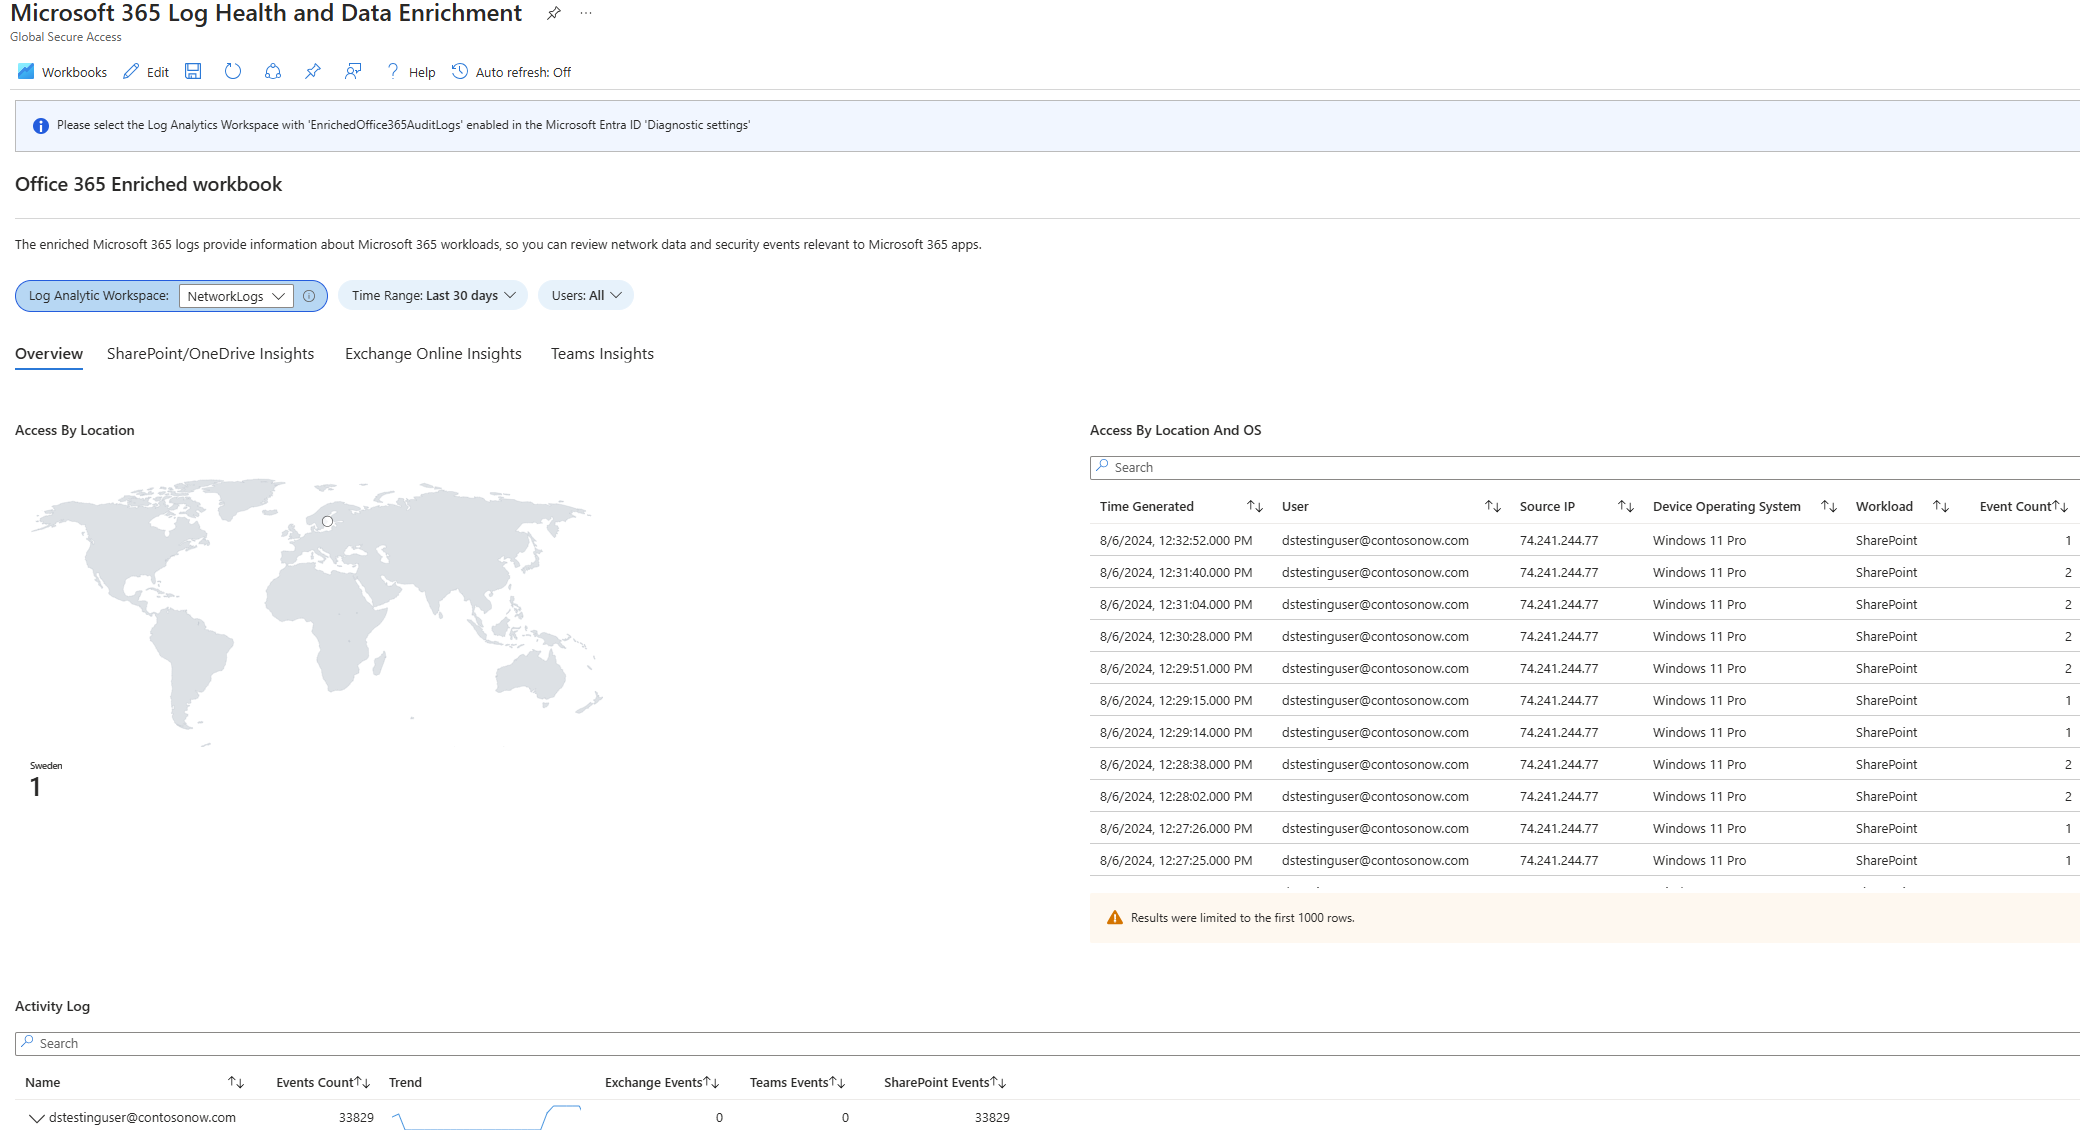 Microsoft 365 Log Health and Data Enrichment
Global Secure Access
Workbooks Edit Help Auto refresh: Off
Please select the Log Analytics Workspace with 'EnrichedOffice365AuditLogs' enabled in the Microsoft Entra ID 'Diagnostic settings'
Office 365 Enriched workbook
The enriched Microsoft 365 logs provide information about Microsoft 365 workloads, so you can review network data and security events relevant to Microsoft 365 apps.
Log Analytic Workspace: NetworkLogs Time Range: Last 30 days Users: All
Overview SharePoint/OneDrive Insights Exchange Online Insights Teams Insights
Access By Location
Sweden
1
Access By Location And OS
Search
Time Generated User Source IP Device Operating System Workload Event Count
8/6/2024, 12:32:52.000 PM dstestinguser@contosonow.com 74.241.244.77 Windows 11 Pro SharePoint 1
8/6/2024, 12:31:40.000 PM dstestinguser@contosonow.com 74.241.244.77 Windows 11 Pro SharePoint 2
8/6/2024, 12:31:04.000 PM dstestinguser@contosonow.com 74.241.244.77 Windows 11 Pro SharePoint 2
8/6/2024, 12:30:28.000 PM dstestinguser@contosonow.com 74.241.244.77 Windows 11 Pro SharePoint 2
8/6/2024, 12:29:51.000 PM dstestinguser@contosonow.com 74.241.244.77 Windows 11 Pro SharePoint 2
8/6/2024, 12:29:15.000 PM dstestinguser@contosonow.com 74.241.244.77 Windows 11 Pro SharePoint 1
8/6/2024, 12:29:14.000 PM dstestinguser@contosonow.com 74.241.244.77 Windows 11 Pro SharePoint 1
8/6/2024, 12:28:38.000 PM dstestinguser@contosonow.com 74.241.244.77 Windows 11 Pro SharePoint 2
8/6/2024, 12:28:02.000 PM dstestinguser@contosonow.com 74.241.244.77 Windows 11 Pro SharePoint 2
8/6/2024, 12:27:26.000 PM dstestinguser@contosonow.com 74.241.244.77 Windows 11 Pro SharePoint 1
8/6/2024, 12:27:25.000 PM dstestinguser@contosonow.com 74.241.244.77 Windows 11 Pro SharePoint 1
Results were limited to the first 1000 rows.
Activity Log
Search
Name Events Count Trend Exchange Events Teams Events SharePoint Events
dstestinguser@contosonow.com 33829 0 0 33829